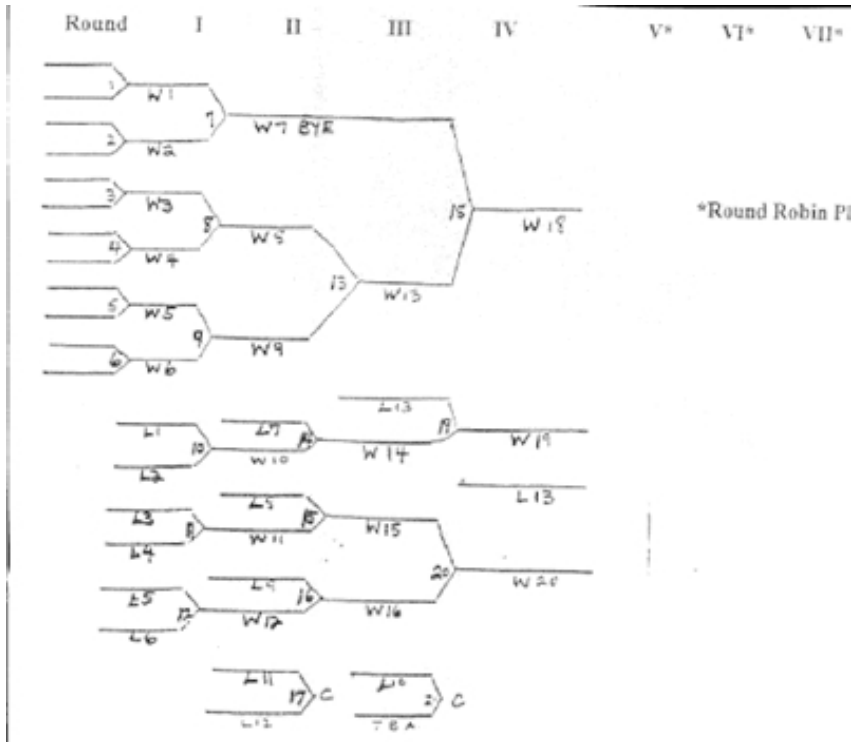 Round I II III IV V* VI* VII*
1 W1
7 W7 BYE
2 W2
3 W3
18 W18
*Round Robin Pl
8 W8
4 W4
13 W13
5 W5
9 W9
6 W6
L13
L1 L7 19 W19
10 W10 14 W14
L2
L13
L3
W11 15 W15
L4
20 W20
L9
L5 16 W16
12 W12
L6
L11 L10
17 C C
L12 TBA